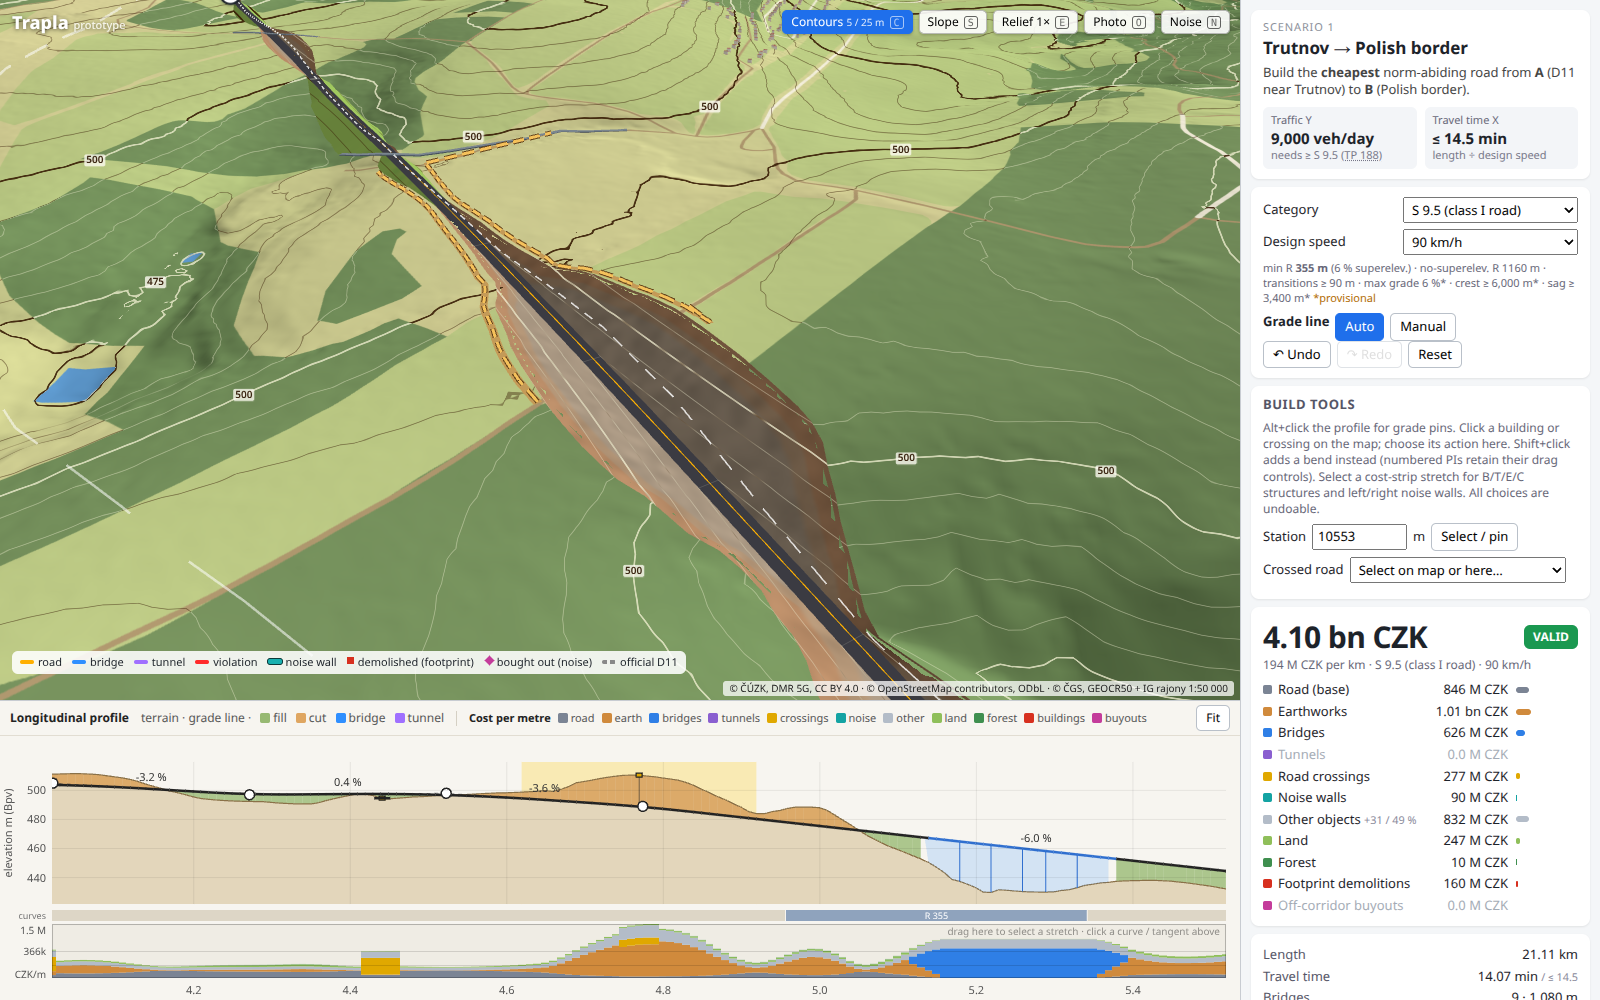 Trapla prototype
Contours 5 / 25 m C
Slope S
Relief 1× E
Photo O
Noise N
500
500
500
500
475
500
500
500
500
road
bridge
tunnel
violation
noise wall
demolished (footprint)
bought out (noise)
official D11
© ČÚZK, DMR 5G, CC BY 4.0 · © OpenStreetMap contributors, ODbL · © ČGS, GEOCR50 + IG rajony 1:50 000
Longitudinal profile terrain · grade line · fill cut bridge tunnel
Cost per metre road earth bridges tunnels crossings noise other land forest buildings buyouts
Fit
elevation m (Bpv)
500
480
460
440
-3.2 %
0.4 %
-3.6 %
-6.0 %
curves
R 355
1.5 M
366k
CZK/m
drag here to select a stretch · click a curve / tangent above
4.2
4.4
4.6
4.8
5.0
5.2
5.4
SCENARIO 1
Trutnov → Polish border
Build the cheapest norm-abiding road from A (D11
near Trutnov) to B (Polish border).
Traffic Y
9,000 veh/day
needs ≥ S 9.5 (TP 188)
Travel time X
≤ 14.5 min
length ÷ design speed
Category S 9.5 (class I road)
Design speed 90 km/h
min R 355 m (6 % superelev.) · no-superelev. R 1160 m ·
transitions ≥ 90 m · max grade 6 %* · crest ≥ 6,000 m* · sag ≥
3,400 m* *provisional
Grade line Auto Manual
↶ Undo ↷ Redo Reset
BUILD TOOLS
Alt+click the profile for grade pins. Click a building or
crossing on the map; choose its action here. Shift+click
adds a bend instead (numbered PIs retain their drag
controls). Select a cost-strip stretch for B/T/E/C
structures and left/right noise walls. All choices are
undoable.
Station 10553 m Select / pin
Crossed road Select on map or here...
4.10 bn CZK VALID
194 M CZK per km · S 9.5 (class I road) · 90 km/h
Road (base) 846 M CZK
Earthworks 1.01 bn CZK
Bridges 626 M CZK
Tunnels 0.0 M CZK
Road crossings 277 M CZK
Noise walls 90 M CZK
Other objects +31 / 49 % 832 M CZK
Land 247 M CZK
Forest 10 M CZK
Footprint demolitions 160 M CZK
Off-corridor buyouts 0.0 M CZK
Length 21.11 km
Travel time 14.07 min / ≤ 14.5
Bridges 9 · 1,080 m